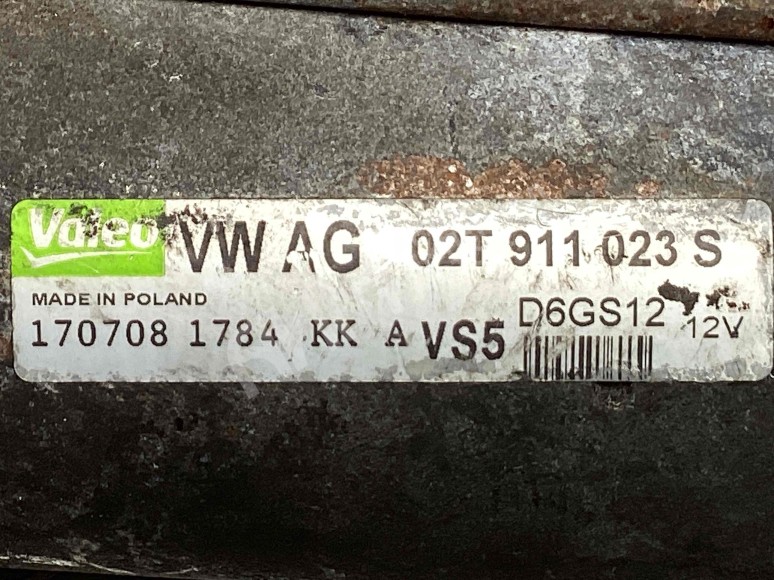 Valeo VW AG 02T 911 023 S
MADE IN POLAND D6GS12
170708 1784 KK A VS5 12V